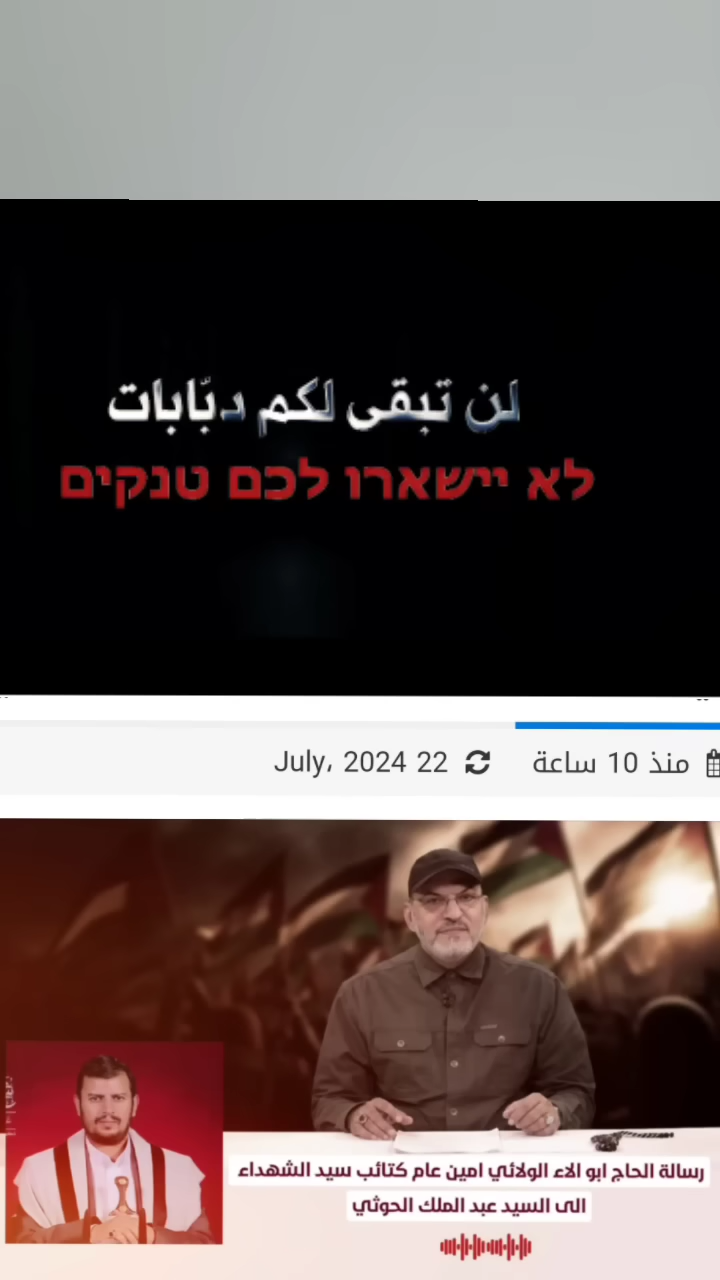 لن تبقى لكم دبّابات
לא יישארו לכם טנקים
منذ 10 ساعة
22 July، 2024
رسالة الحاج ابو الاء الولائي امين عام كتائب سيد الشهداء
الى السيد عبد الملك الحوثي